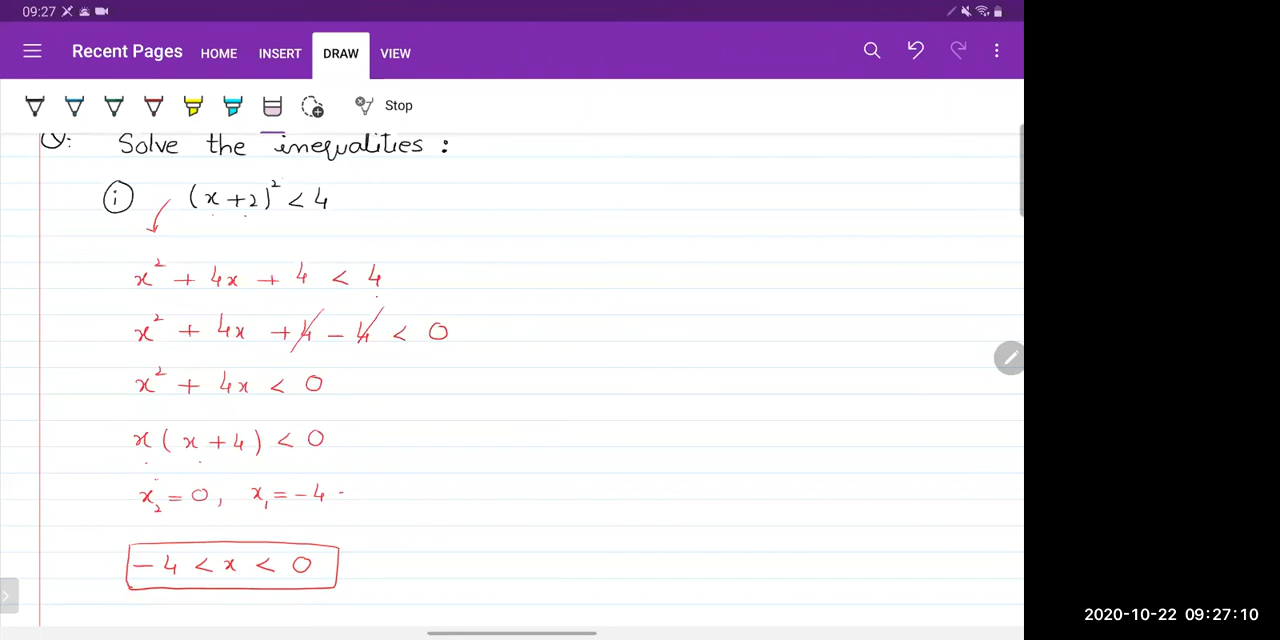 09:27
Recent Pages HOME INSERT DRAW VIEW
Stop
Q: Solve the inequalities :
i (x + 2)² < 4
x² + 4x + 4 < 4
x² + 4x + 4 - 4 < 0
x² + 4x < 0
x ( x + 4 ) < 0
x₂ = 0, x₁ = - 4
- 4 < x < 0
2020-10-22 09:27:10